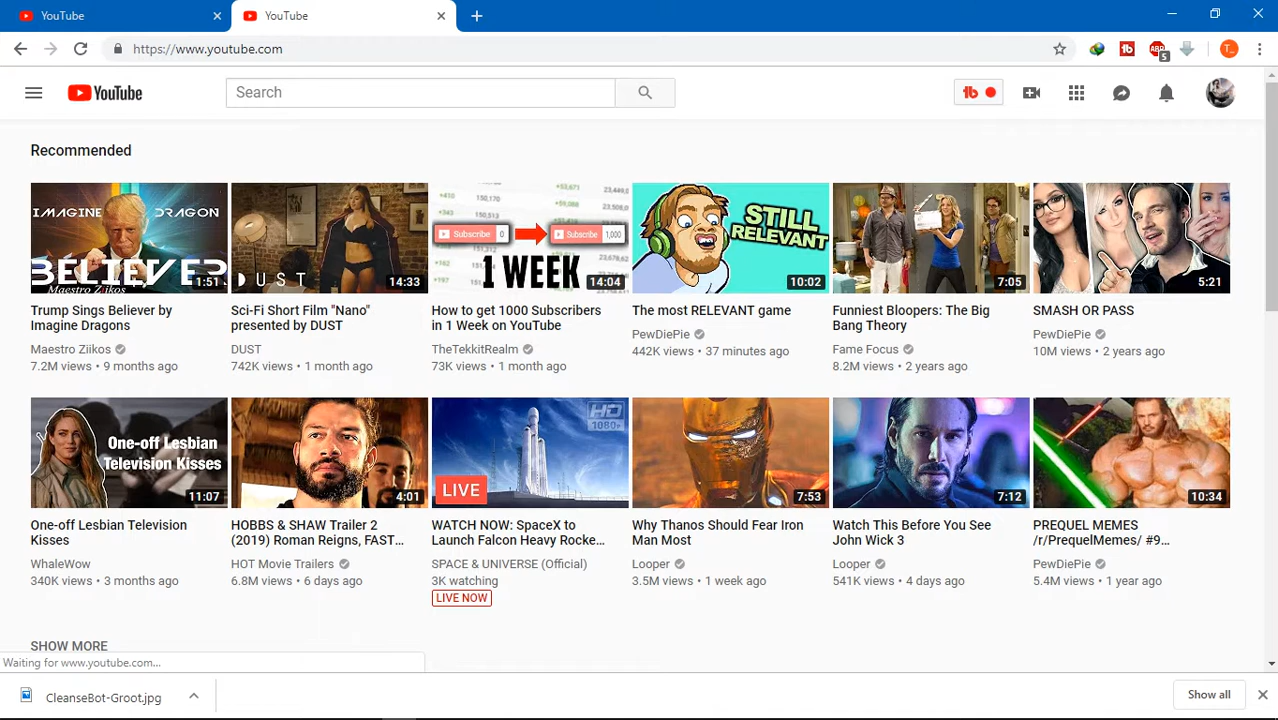 YouTube
YouTube
https://www.youtube.com
ABP
5
T_
YouTube
Search
Recommended
IMAGINE DRAGON
BELIEVER
Maestro Ziikos
1:51
DUST
14:33
Subscribe 0
Subscribe 1,000
1 WEEK
14:04
STILL
RELEVANT
10:02
7:05
5:21
Trump Sings Believer by
Imagine Dragons
Maestro Ziikos
7.2M views • 9 months ago
Sci-Fi Short Film "Nano"
presented by DUST
DUST
742K views • 1 month ago
How to get 1000 Subscribers
in 1 Week on YouTube
TheTekkitRealm
73K views • 1 month ago
The most RELEVANT game
PewDiePie
442K views • 37 minutes ago
Funniest Bloopers: The Big
Bang Theory
Fame Focus
8.2M views • 2 years ago
SMASH OR PASS
PewDiePie
10M views • 2 years ago
One-off Lesbian
Television Kisses
11:07
4:01
HD
1080p
LIVE
7:53
7:12
10:34
One-off Lesbian Television
Kisses
WhaleWow
340K views • 3 months ago
HOBBS & SHAW Trailer 2
(2019) Roman Reigns, FAST...
HOT Movie Trailers
6.8M views • 6 days ago
WATCH NOW: SpaceX to
Launch Falcon Heavy Rocke...
SPACE & UNIVERSE (Official)
3K watching
LIVE NOW
Why Thanos Should Fear Iron
Man Most
Looper
3.5M views • 1 week ago
Watch This Before You See
John Wick 3
Looper
541K views • 4 days ago
PREQUEL MEMES
/r/PrequelMemes/ #9...
PewDiePie
5.4M views • 1 year ago
SHOW MORE
Waiting for www.youtube.com...
CleanseBot-Groot.jpg
Show all